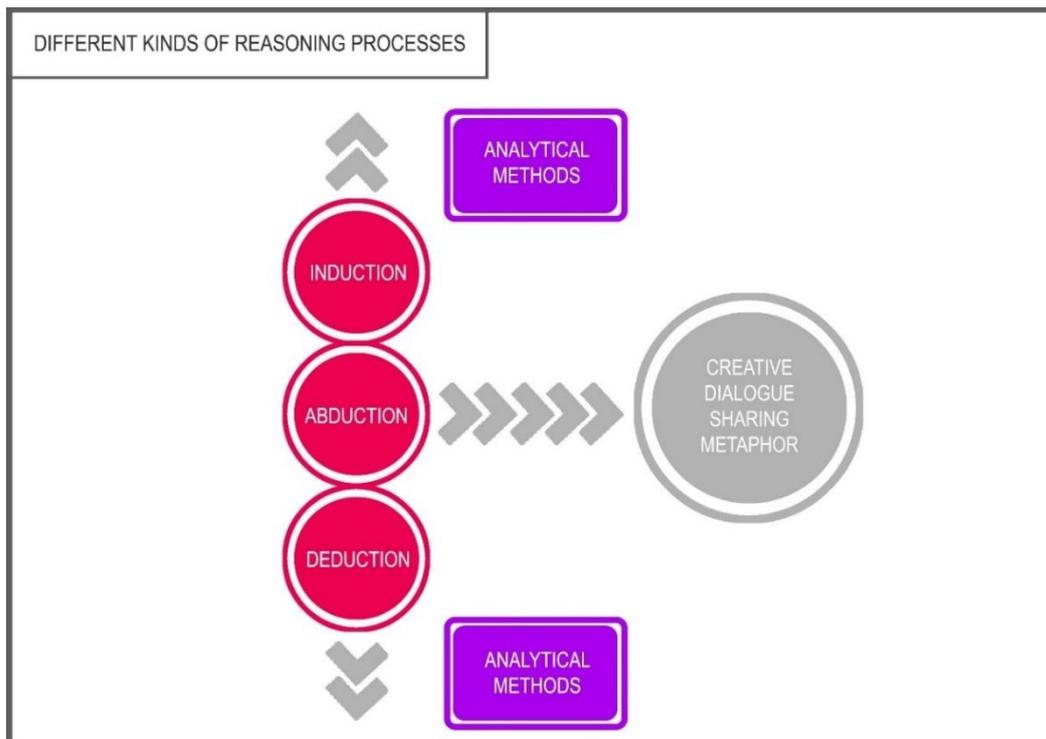 DIFFERENT KINDS OF REASONING PROCESSES
ANALYTICAL
METHODS
INDUCTION
ABDUCTION
CREATIVE
DIALOGUE
SHARING
METAPHOR
DEDUCTION
ANALYTICAL
METHODS